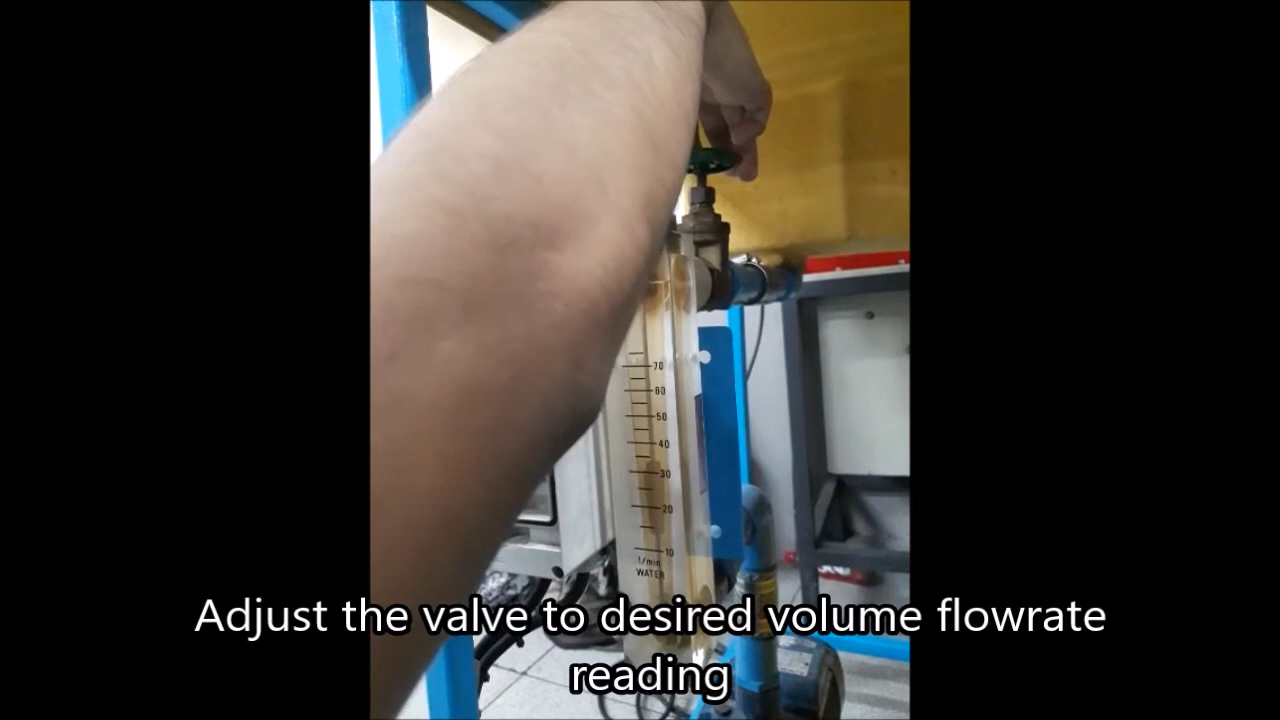 70
60
50
40
30
20
10
l/min
WATER
Adjust the valve to desired volume flowrate
reading